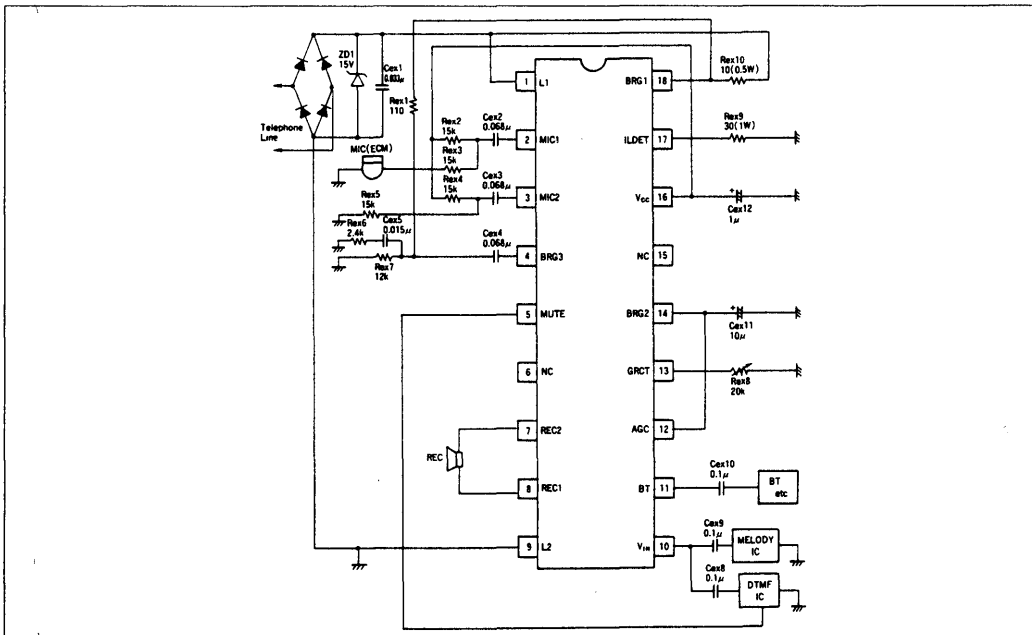 ZD1
15V
Cex1
0.033μ
Rex1
110
Telephone
Line
MIC(ECM)
Rex2
15k
Rex3
15k
Rex4
15k
Cex2
0.068μ
Cex3
0.068μ
Rex5
15k
Rex6
2.4k
Cex5
0.015μ
Rex7
12k
Cex4
0.068μ
REC
1 L1
2 MIC1
3 MIC2
4 BRG3
5 MUTE
6 NC
7 REC2
8 REC1
9 L2
BRG1 18
ILDET 17
Vcc 16
NC 15
BRG2 14
GRCT 13
AGC 12
BT 11
VIN 10
Rex10
10(0.5W)
Rex9
30(1W)
+
Cex12
1μ
+
Cex11
10μ
Rex8
20k
Cex10
0.1μ
BT
etc
Cex9
0.1μ
MELODY
IC
Cex8
0.1μ
DTMF
IC